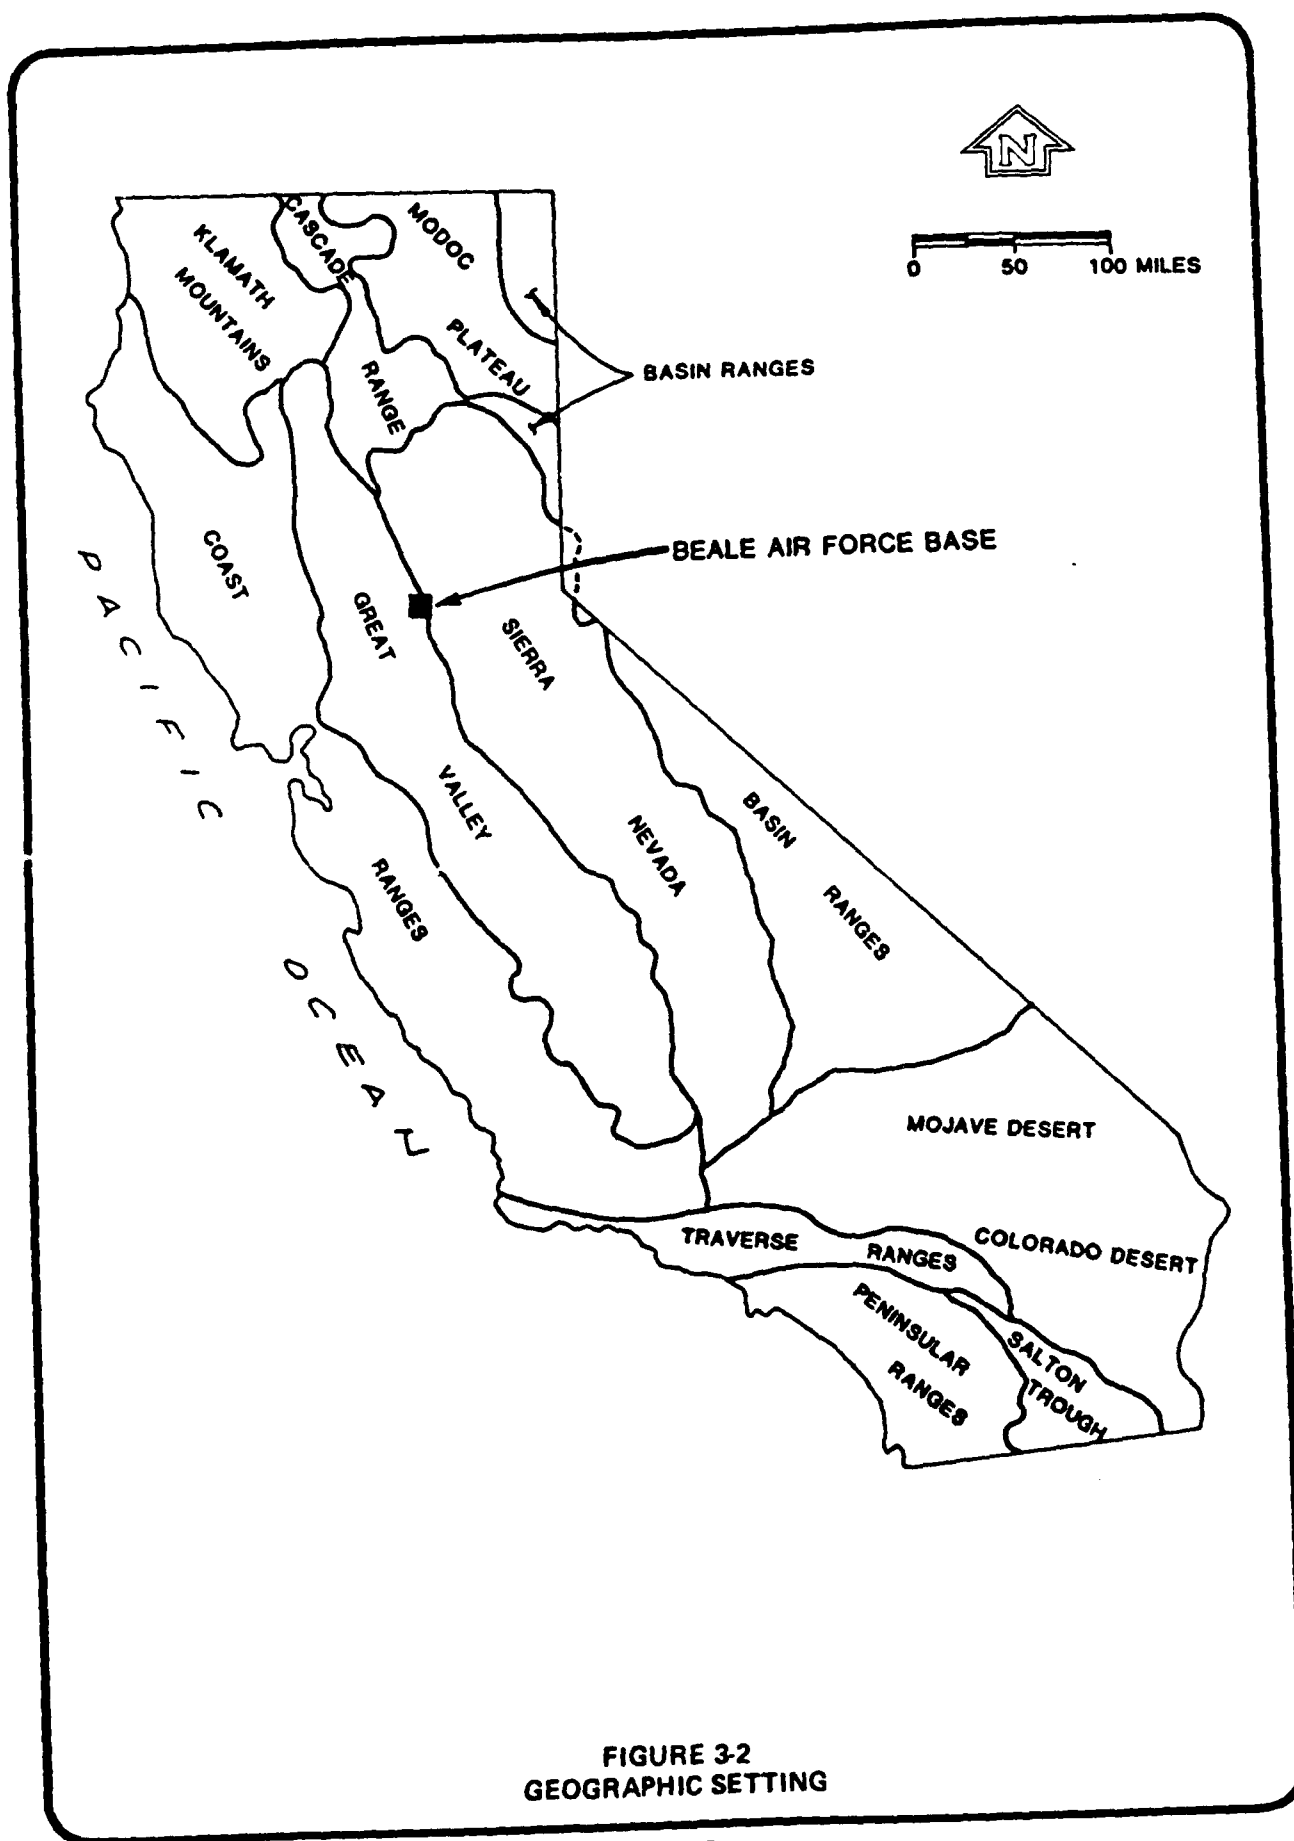 N
0 50 100 MILES
CASCADE
RANGE
MODOC
PLATEAU
KLAMATH
MOUNTAINS
BASIN RANGES
BEALE AIR FORCE BASE
COAST
RANGES
GREAT
VALLEY
SIERRA
NEVADA
BASIN
RANGES
PACIFIC
OCEAN
MOJAVE DESERT
COLORADO DESERT
TRAVERSE RANGES
PENINSULAR
RANGES
SALTON
TROUGH
FIGURE 3-2
GEOGRAPHIC SETTING